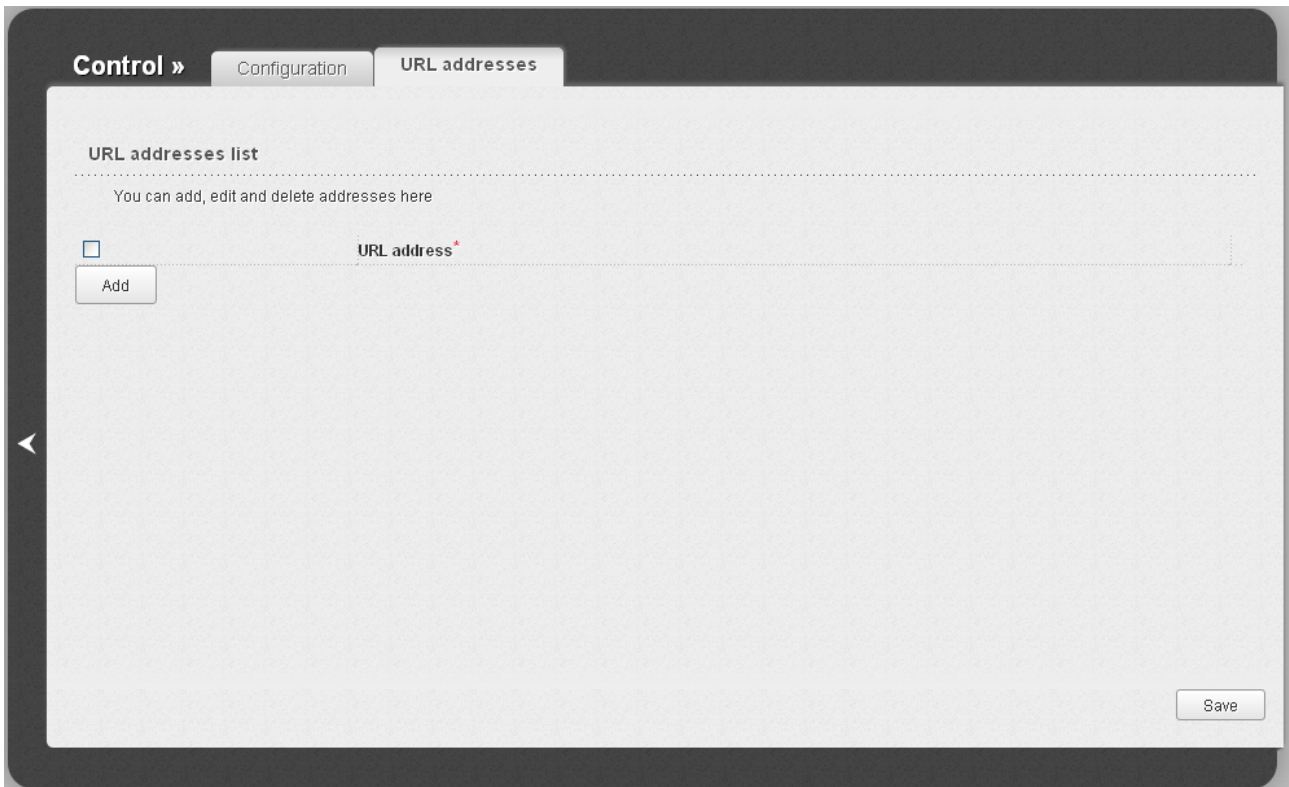 Control » Configuration URL addresses
URL addresses list
You can add, edit and delete addresses here
URL address*
Add
Save